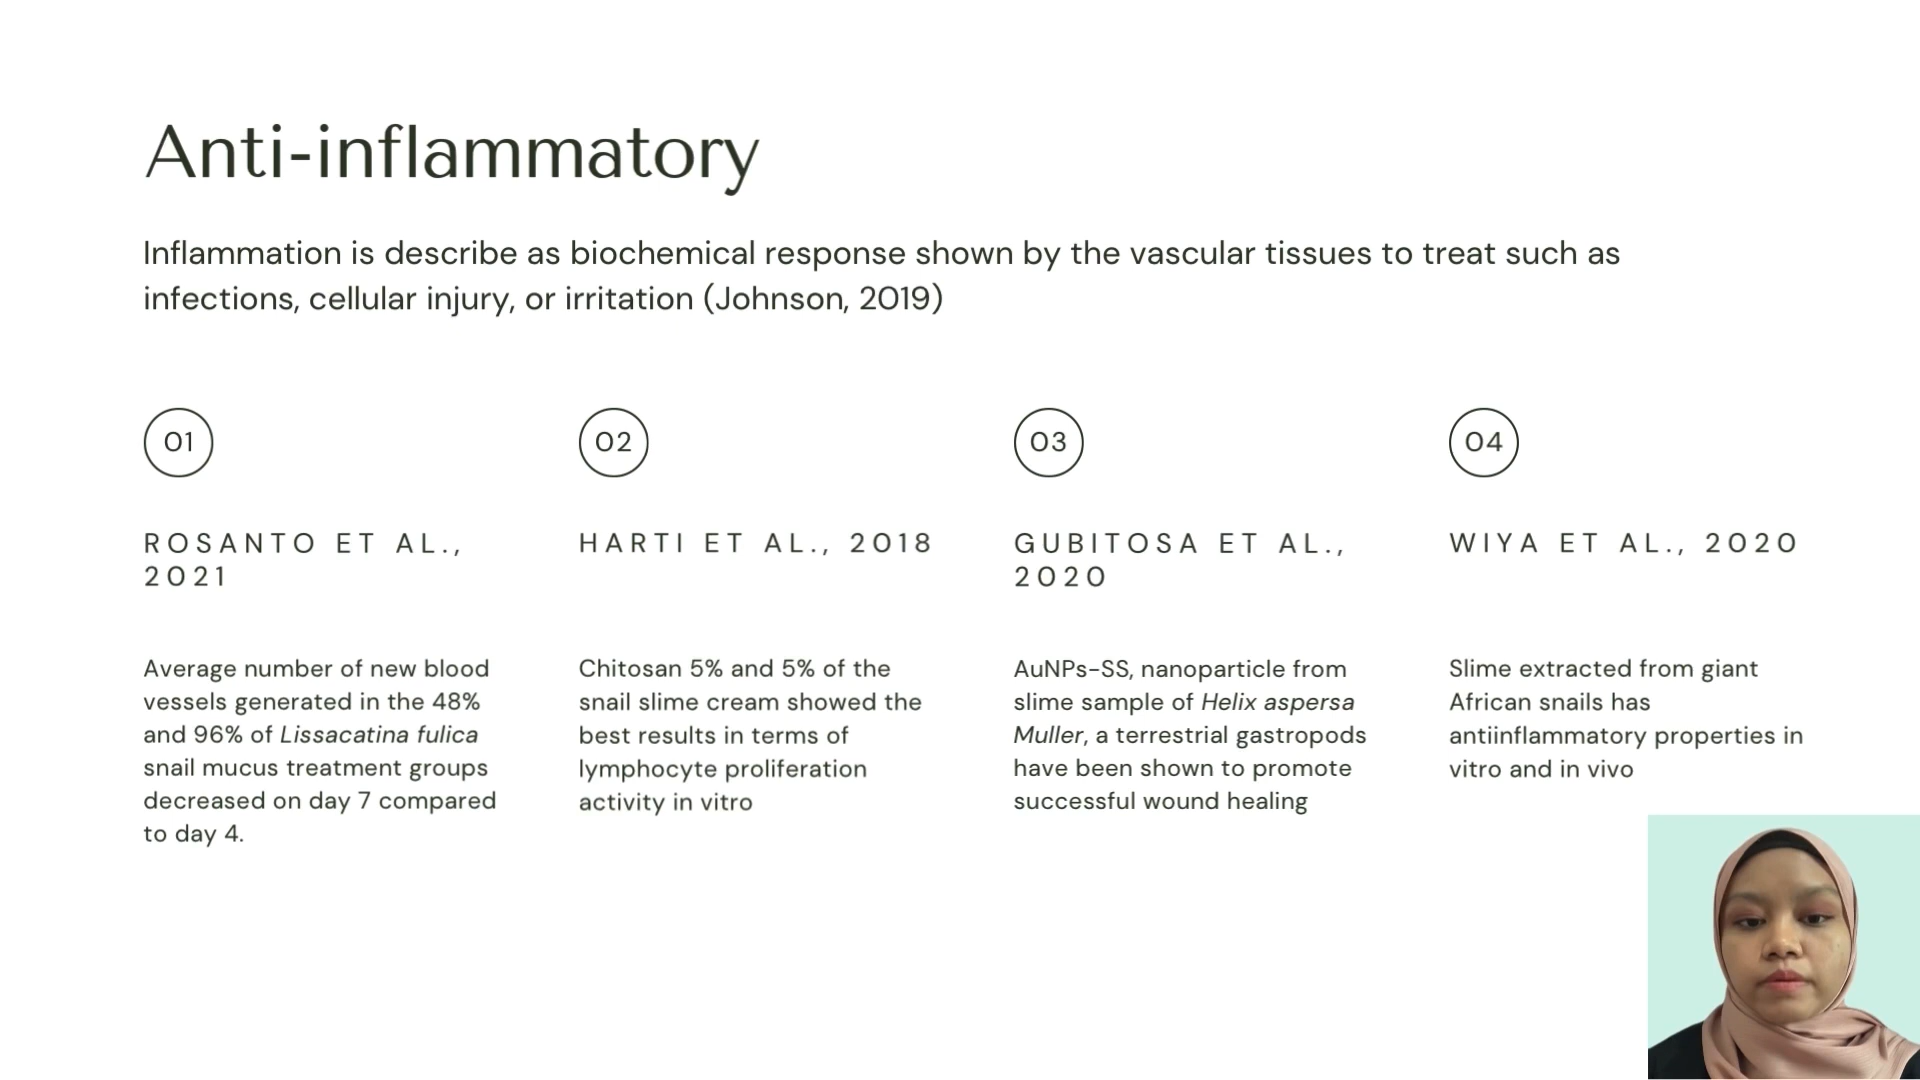 Anti-inflammatory
Inflammation is describe as biochemical response shown by the vascular tissues to treat such as
infections, cellular injury, or irritation (Johnson, 2019)
01
ROSANTO ET AL.,
2021
Average number of new blood
vessels generated in the 48%
and 96% of Lissacatina fulica
snail mucus treatment groups
decreased on day 7 compared
to day 4.
02
HARTI ET AL., 2018
Chitosan 5% and 5% of the
snail slime cream showed the
best results in terms of
lymphocyte proliferation
activity in vitro
03
GUBITOSA ET AL.,
2020
AuNPs-SS, nanoparticle from
slime sample of Helix aspersa
Muller, a terrestrial gastropods
have been shown to promote
successful wound healing
04
WIYA ET AL., 2020
Slime extracted from giant
African snails has
antiinflammatory properties in
vitro and in vivo